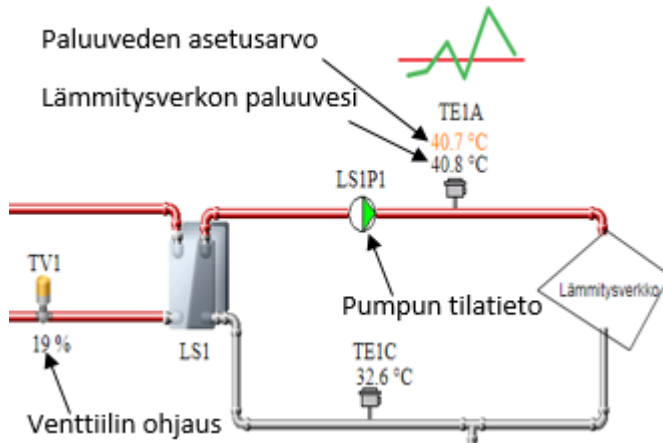 Paluuveden asetusarvo
Lämmitysverkon paluuvesi
TE1A
40.7 °C
40.8 °C
LS1P1
TV1
Lämmitysverkko
Pumpun tilatieto
19 %
LS1
TE1C
32.6 °C
Venttiilin ohjaus